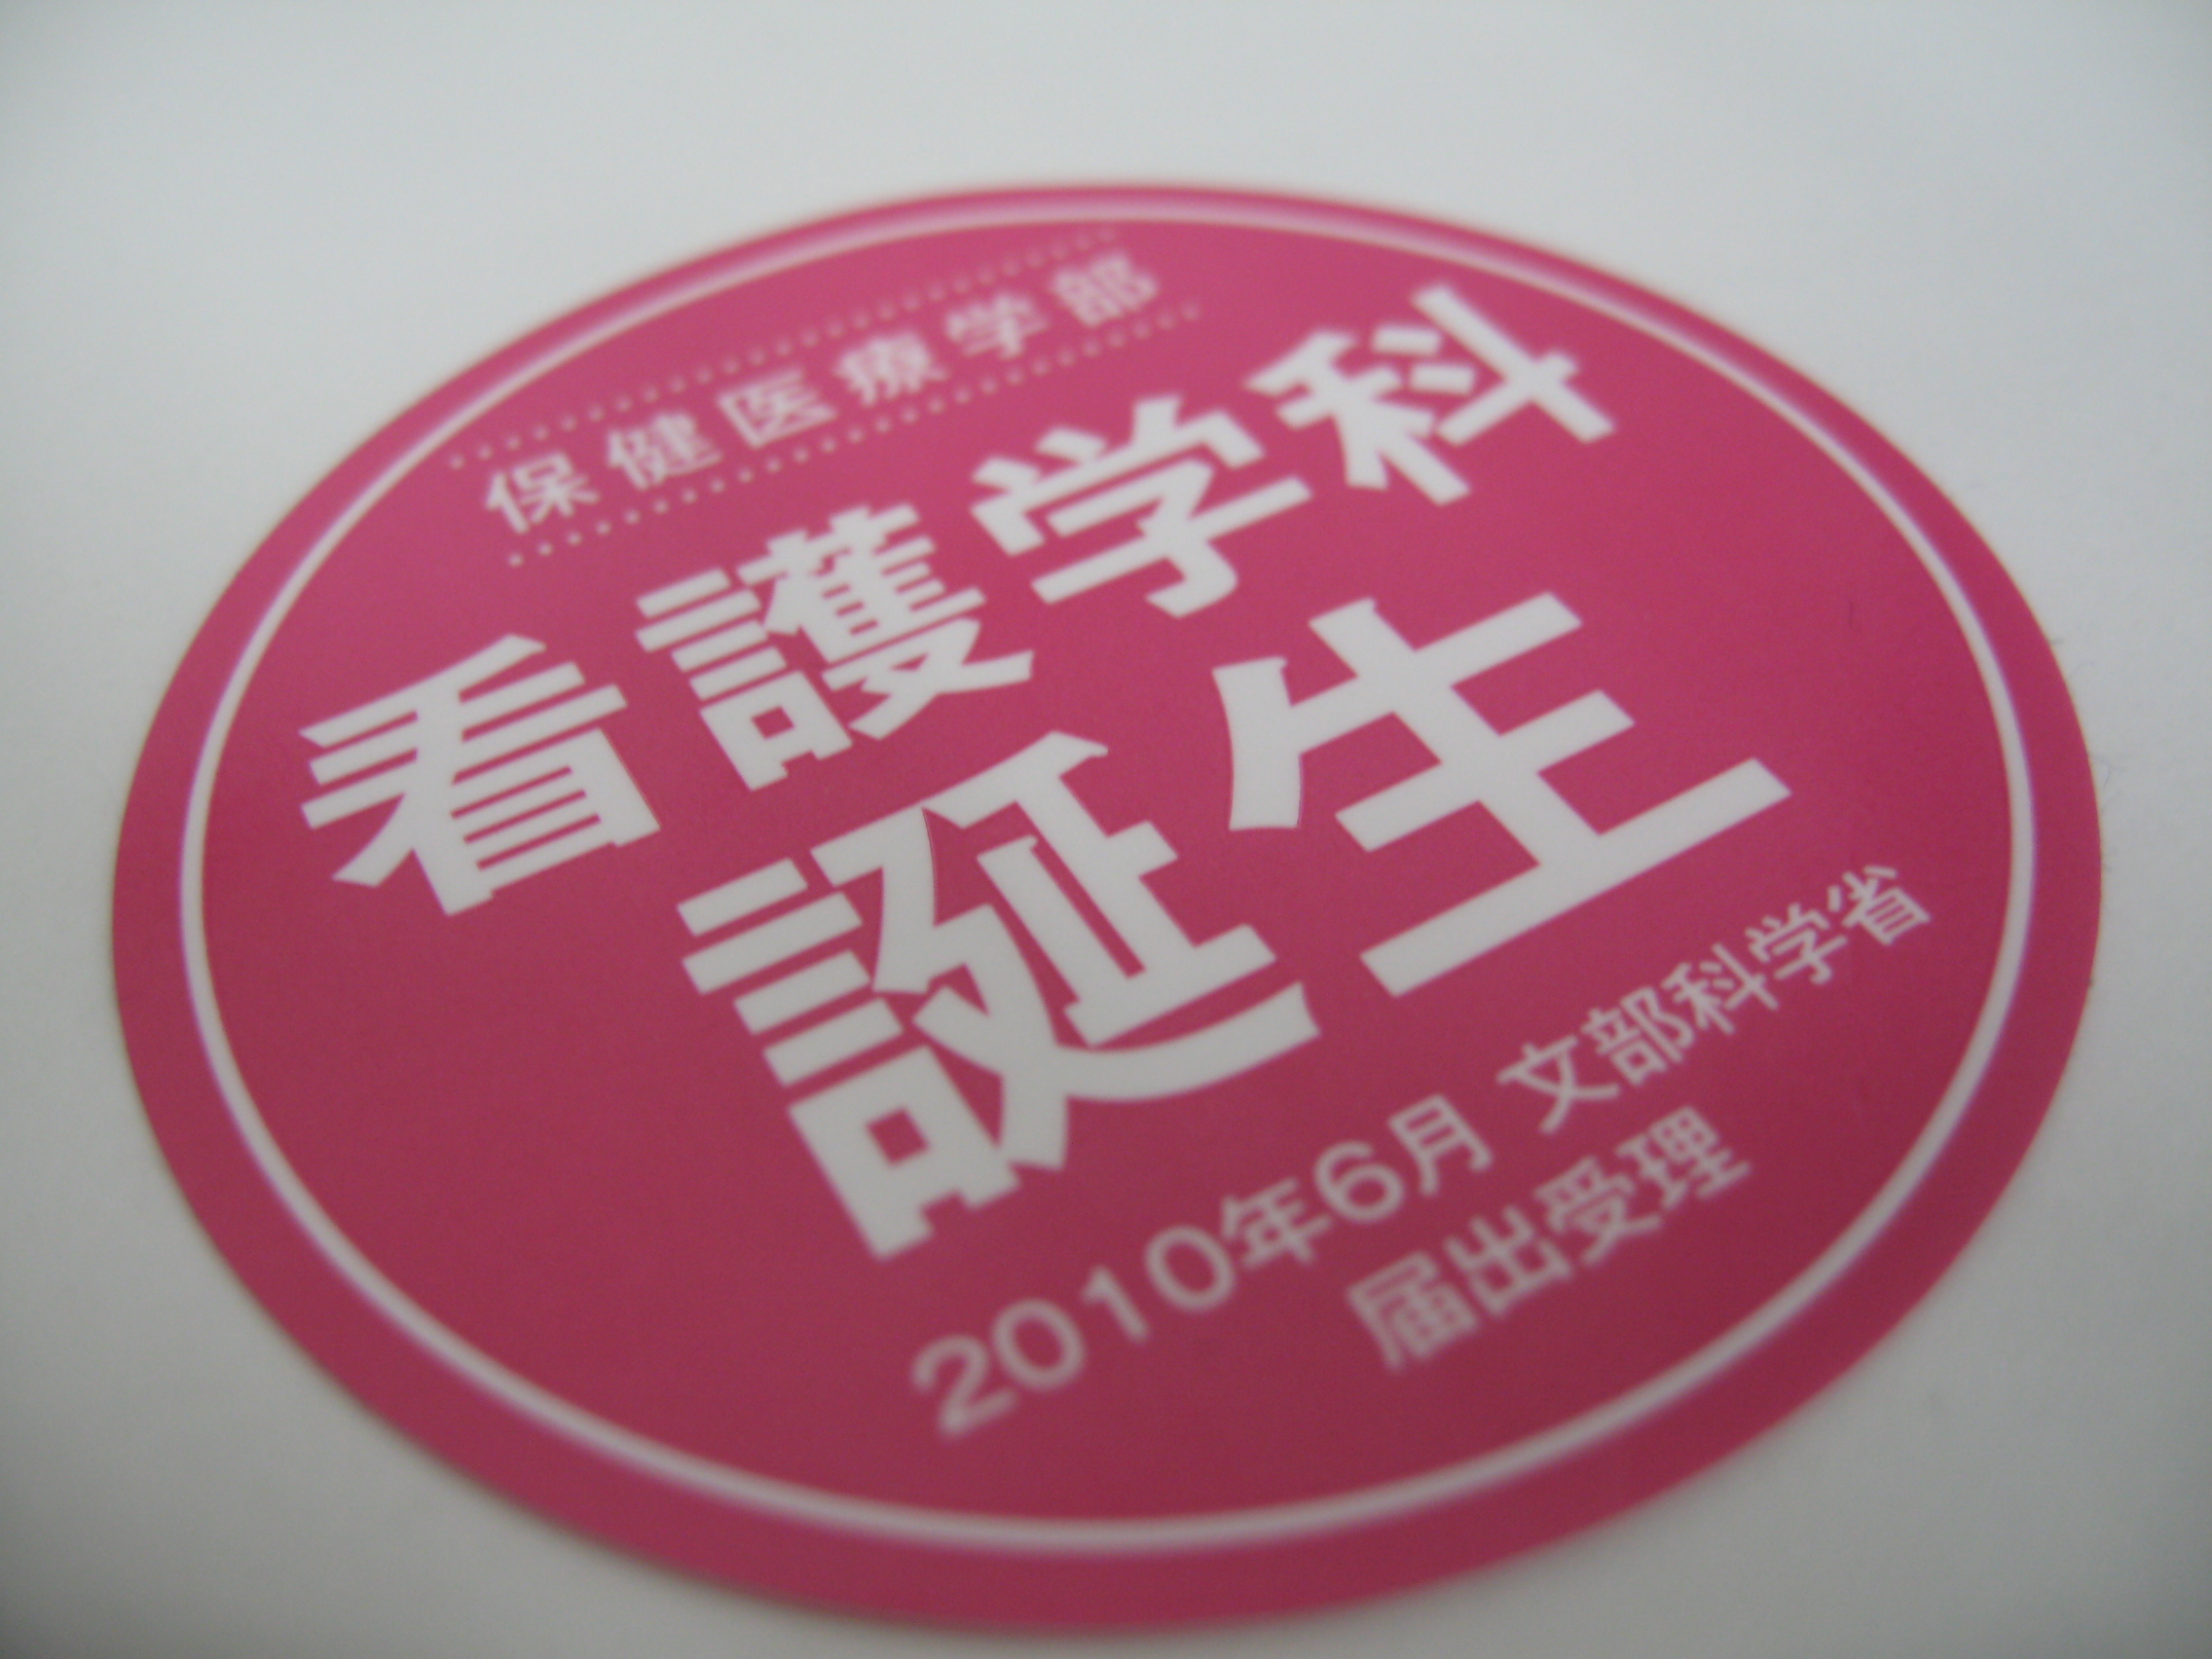 保健医療学部
看護学科
誕生
2010年6月 文部科学省
届出受理